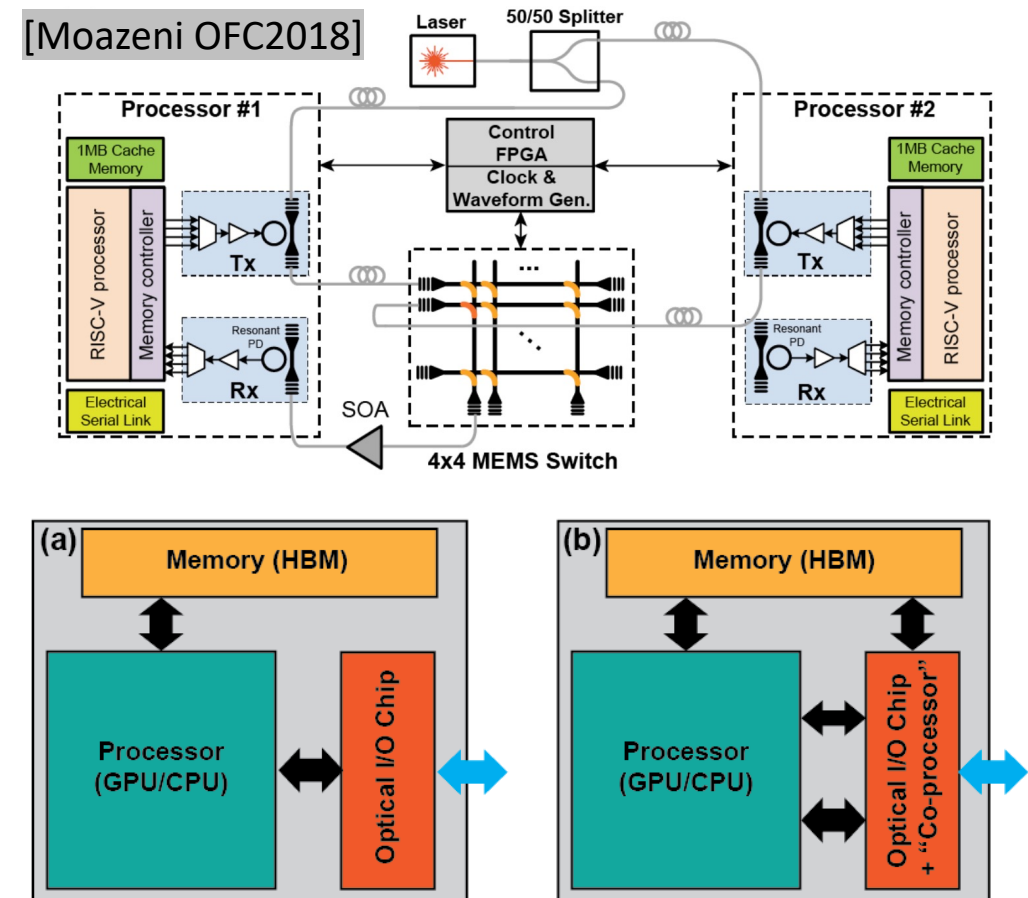 [Moazeni OFC2018]
Laser
50/50 Splitter
Processor #1
1MB Cache
Memory
RISC-V processor
Memory controller
Tx
Resonant
PD
Rx
Electrical
Serial Link
Control
FPGA
Clock &
Waveform Gen.
...
...
SOA
4x4 MEMS Switch
Processor #2
1MB Cache
Memory
Tx
Memory controller
RISC-V processor
Resonant
PD
Rx
Electrical
Serial Link
(a)
Memory (HBM)
Processor
(GPU/CPU)
Optical I/O Chip
(b)
Memory (HBM)
Processor
(GPU/CPU)
Optical I/O Chip
+ “Co-processor”